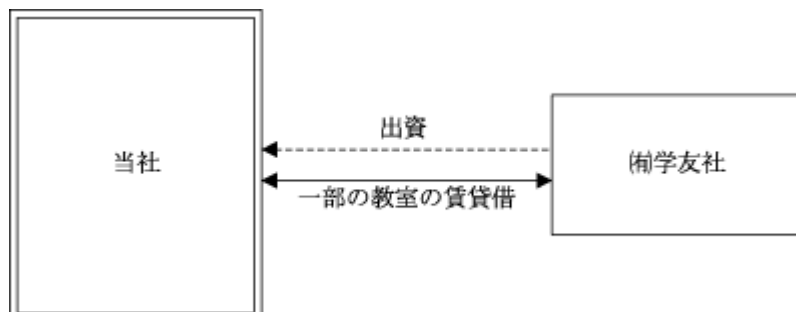 出資
当社
㈲学友社
一部の教室の賃貸借